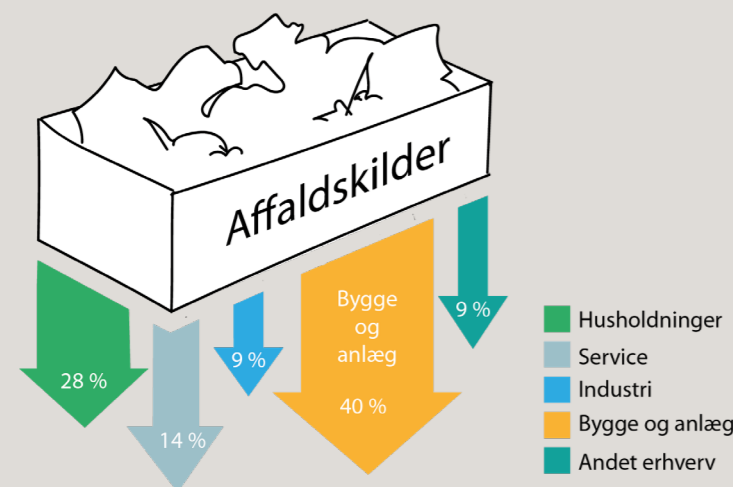 Affaldskilder
28 %
14 %
9 %
Bygge
og
anlæg
40 %
9 %
Husholdninger
Service
Industri
Bygge og anlæg
Andet erhverv